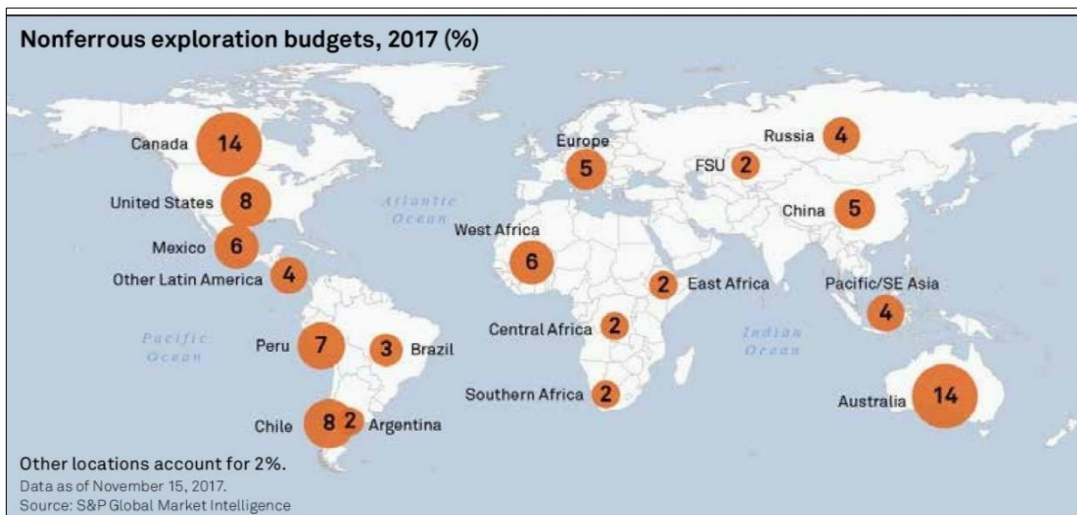 Nonferrous exploration budgets, 2017 (%)
Canada 14
United States 8
Mexico 6
Other Latin America 4
Peru 7
Brazil 3
Chile 8
Argentina 2
Atlantic
Ocean
Pacific
Ocean
Europe
5
West Africa
6
East Africa 2
Central Africa 2
Southern Africa 2
Russia 4
FSU 2
China 5
Pacific/SE Asia
4
Indian
Ocean
Australia 14
Other locations account for 2%.
Data as of November 15, 2017.
Source: S&P Global Market Intelligence